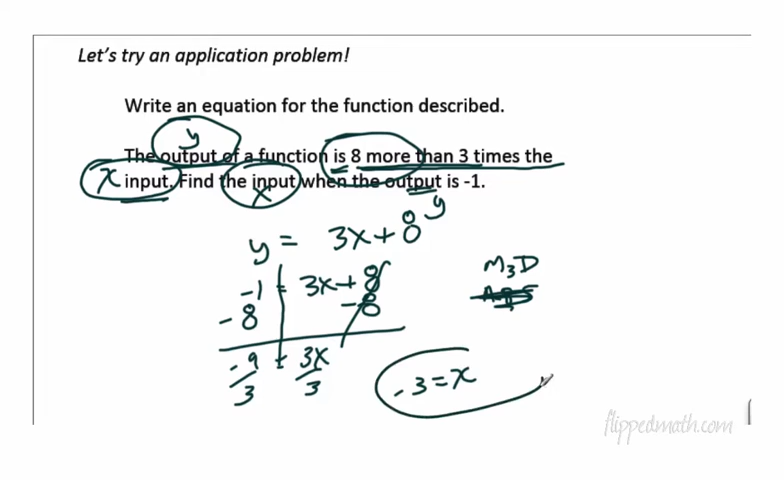 Let's try an application problem!
Write an equation for the function described.
y
The output of a function is 8 more than 3 times the
x input. Find the input when the output is -1.
x
y
y = 3x + 8
-1 = 3x + 8
-8 -8
-9 = 3x
3 3
-3 = x
M3D
flippedmath.com